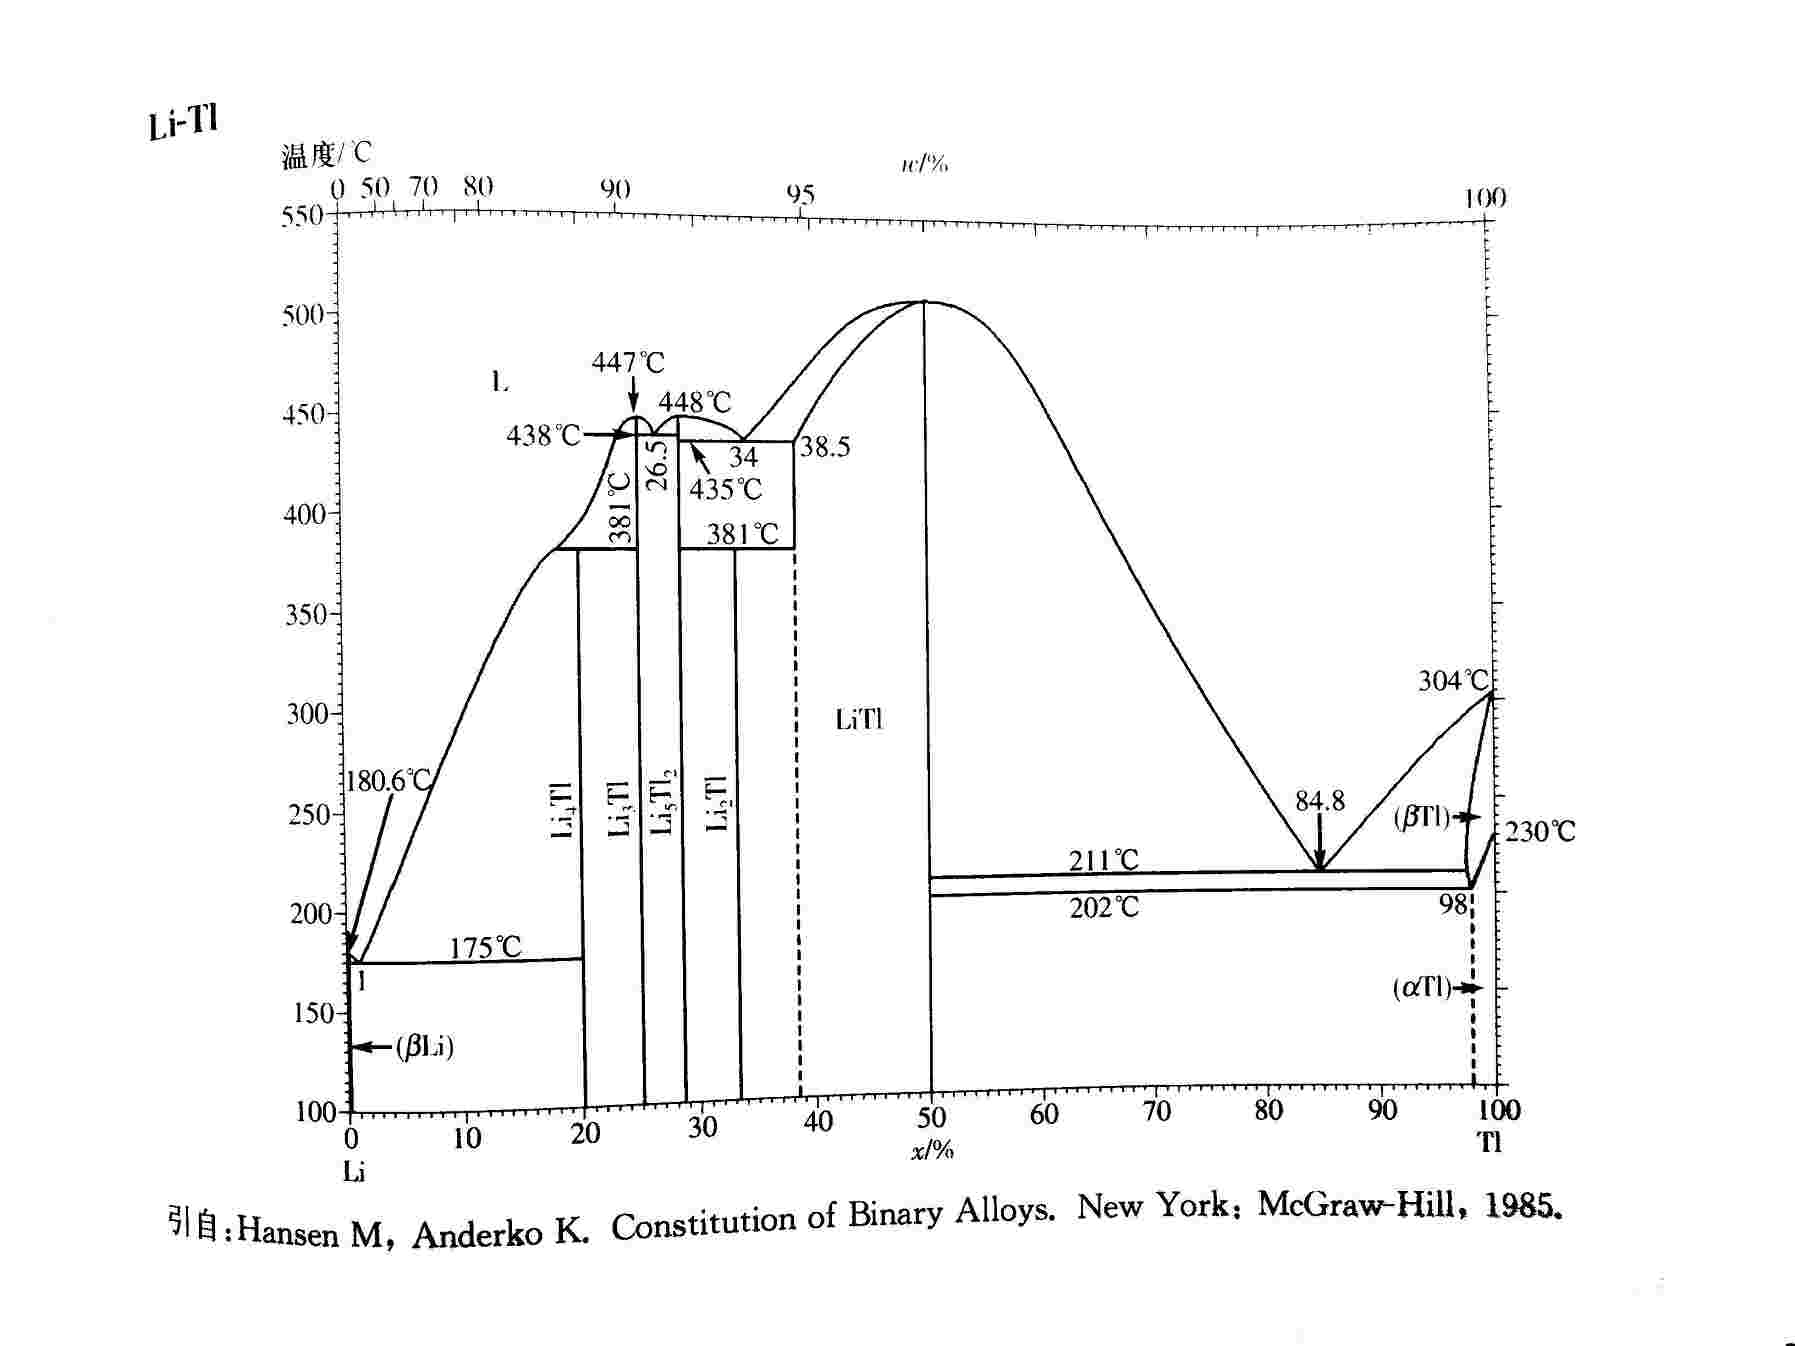 Li-Tl
温度/℃
w/%
0 50 70 80 90 95 100
550
500
447℃
L
448℃
450
438℃
38.5
34
26.5
435℃
400
381℃
381℃
350
304℃
300
LiTl
180.6℃
Li₄Tl
Li₃Tl
Li₅Tl₂
Li₂Tl
84.8
(βTl)
250
230℃
211℃
200
202℃
98
175℃
1
(αTl)
150
(βLi)
100
0 10 20 30 40 50 60 70 80 90 100
Li
x/%
Tl
引自:Hansen M, Anderko K. Constitution of Binary Alloys. New York: McGraw-Hill, 1985.